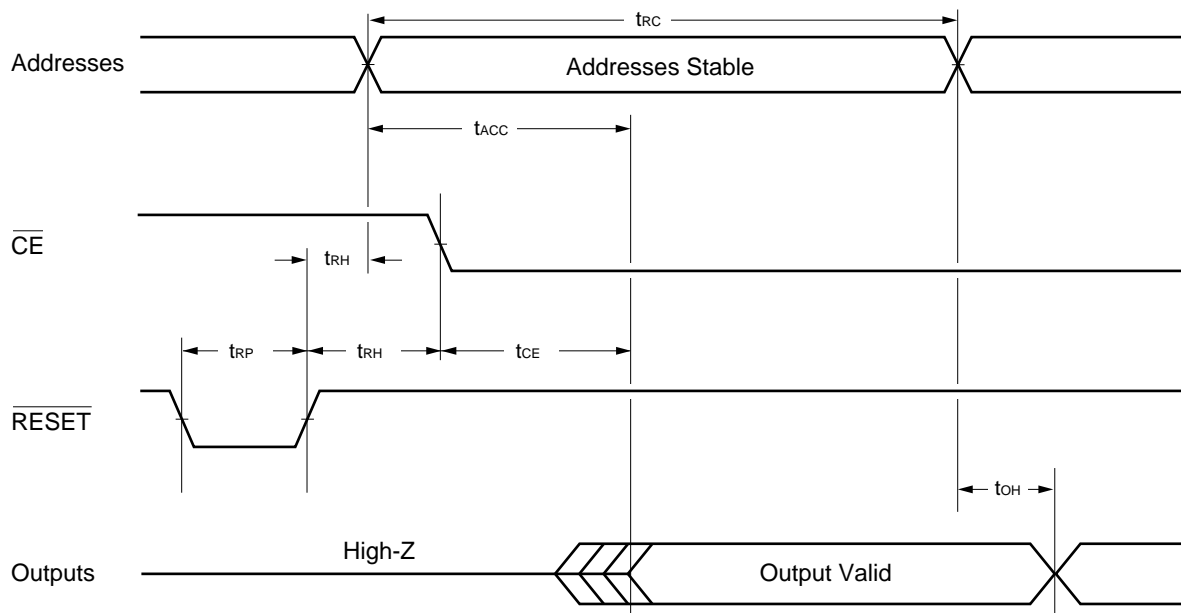 tRC
Addresses
Addresses Stable
tACC
CE
tRH
tRP
tRH
tCE
RESET
tOH
High-Z
Outputs
Output Valid